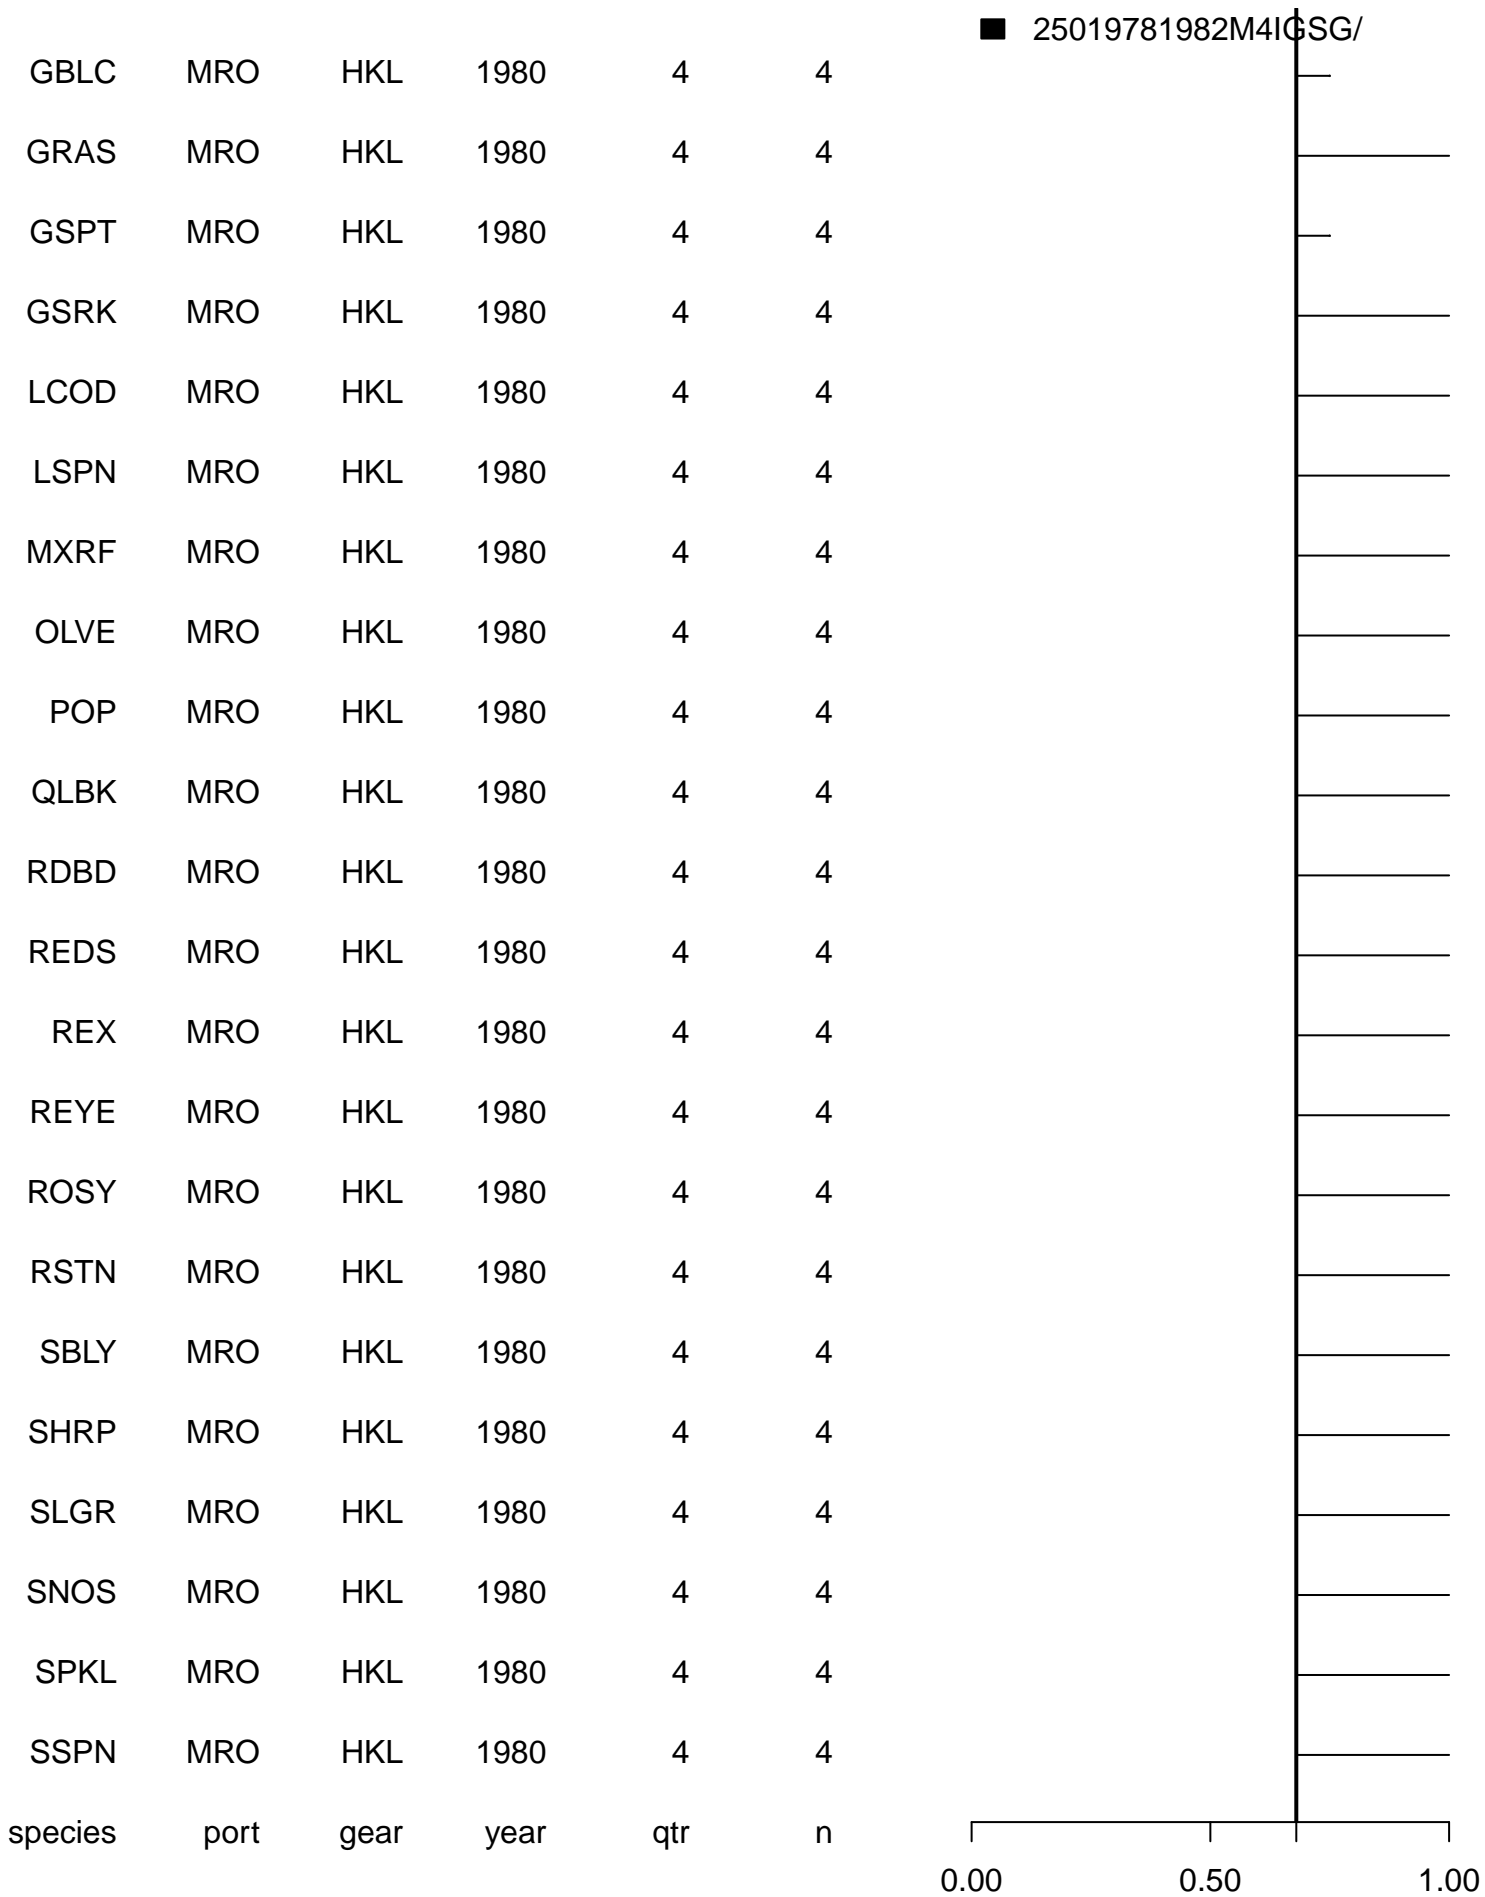 25019781982M4IGSG/
GBLC MRO HKL 1980 4 4
GRAS MRO HKL 1980 4 4
GSPT MRO HKL 1980 4 4
GSRK MRO HKL 1980 4 4
LCOD MRO HKL 1980 4 4
LSPN MRO HKL 1980 4 4
MXRF MRO HKL 1980 4 4
OLVE MRO HKL 1980 4 4
POP MRO HKL 1980 4 4
QLBK MRO HKL 1980 4 4
RDBD MRO HKL 1980 4 4
REDS MRO HKL 1980 4 4
REX MRO HKL 1980 4 4
REYE MRO HKL 1980 4 4
ROSY MRO HKL 1980 4 4
RSTN MRO HKL 1980 4 4
SBLY MRO HKL 1980 4 4
SHRP MRO HKL 1980 4 4
SLGR MRO HKL 1980 4 4
SNOS MRO HKL 1980 4 4
SPKL MRO HKL 1980 4 4
SSPN MRO HKL 1980 4 4
species port gear year qtr n
0.00 0.50 1.00